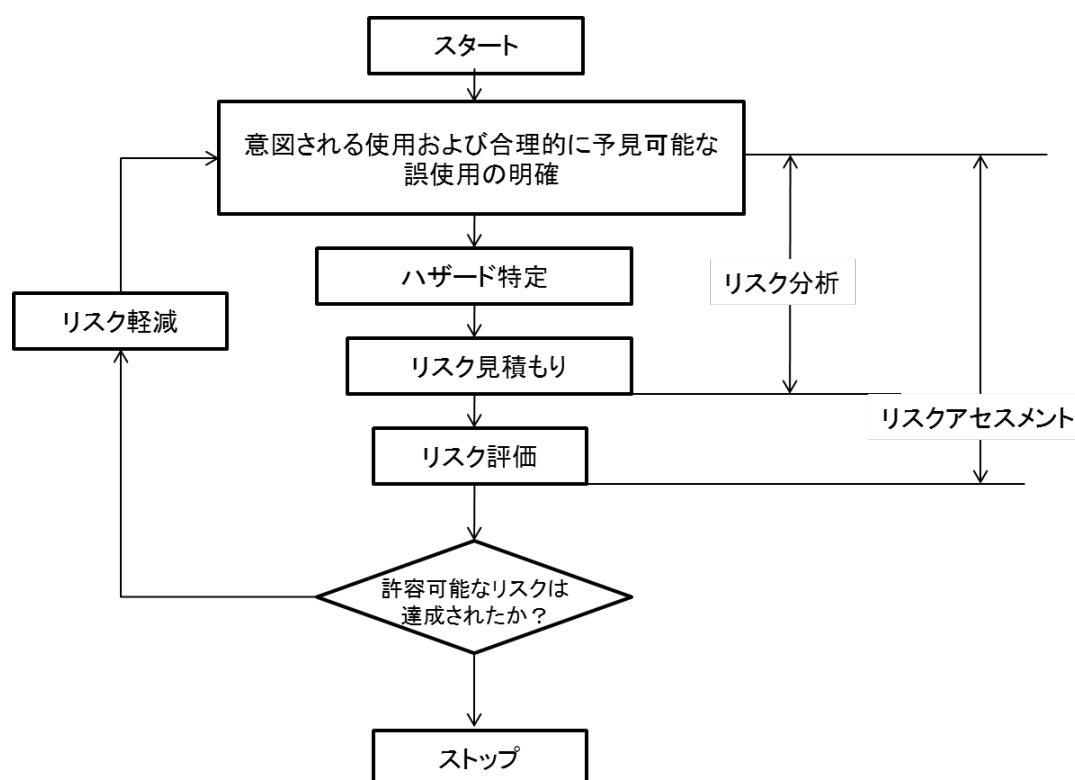 スタート
意図される使用および合理的に予見可能な
誤使用の明確
ハザード特定
リスク分析
リスク軽減
リスク見積もり
リスクアセスメント
リスク評価
許容可能なリスクは
達成されたか？
ストップ